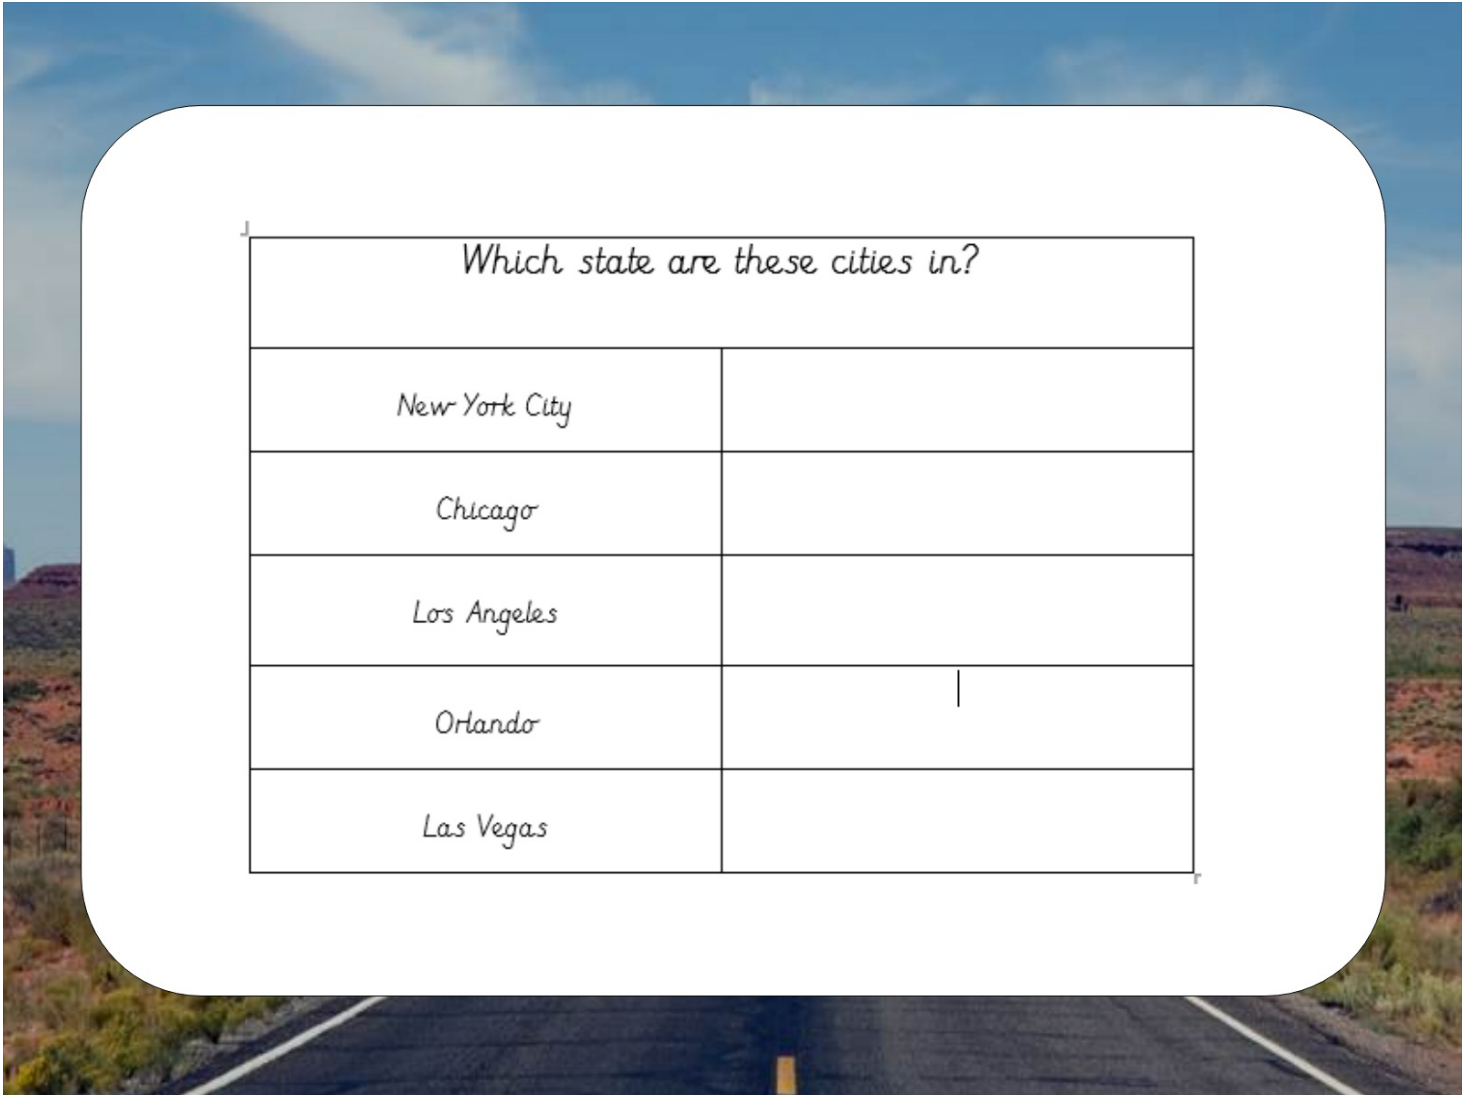 Which state are these cities in?
New York City
Chicago
Los Angeles
Orlando
Las Vegas